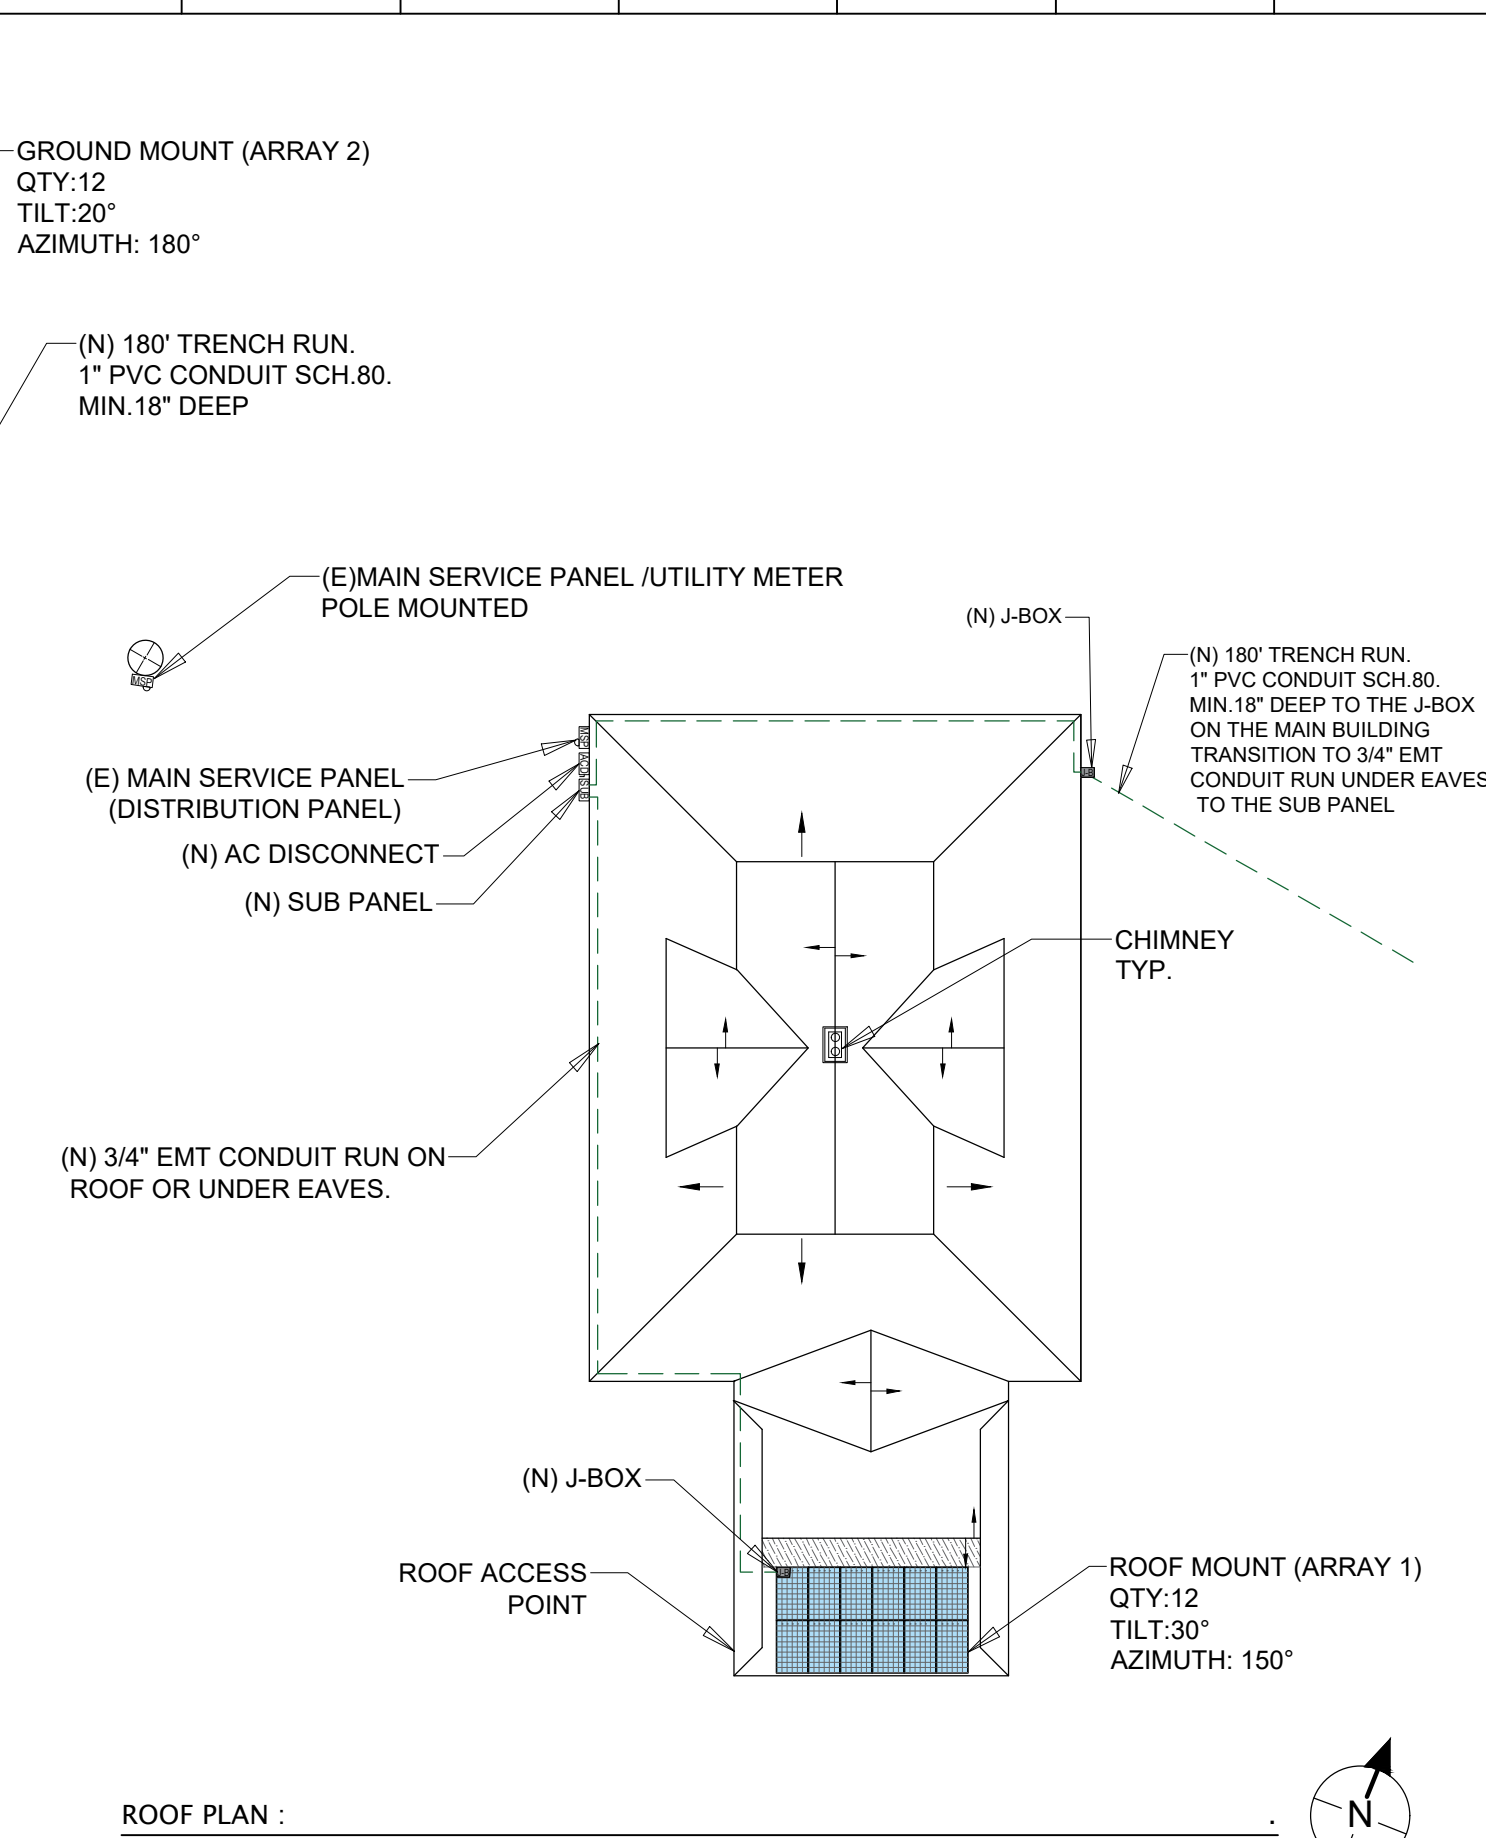 GROUND MOUNT (ARRAY 2)
QTY:12
TILT:20°
AZIMUTH: 180°
(N) 180' TRENCH RUN.
1" PVC CONDUIT SCH.80.
MIN.18" DEEP
(E)MAIN SERVICE PANEL /UTILITY METER
POLE MOUNTED
MSP
(N) J-BOX
(N) 180' TRENCH RUN.
1" PVC CONDUIT SCH.80.
MIN.18" DEEP TO THE J-BOX
ON THE MAIN BUILDING
TRANSITION TO 3/4" EMT
CONDUIT RUN UNDER EAVES
TO THE SUB PANEL
MSP
SUB
(E) MAIN SERVICE PANEL
(DISTRIBUTION PANEL)
(N) AC DISCONNECT
(N) SUB PANEL
CHIMNEY
TYP.
(N) 3/4" EMT CONDUIT RUN ON
ROOF OR UNDER EAVES.
(N) J-BOX
ROOF ACCESS
POINT
ROOF MOUNT (ARRAY 1)
QTY:12
TILT:30°
AZIMUTH: 150°
ROOF PLAN :
.
N